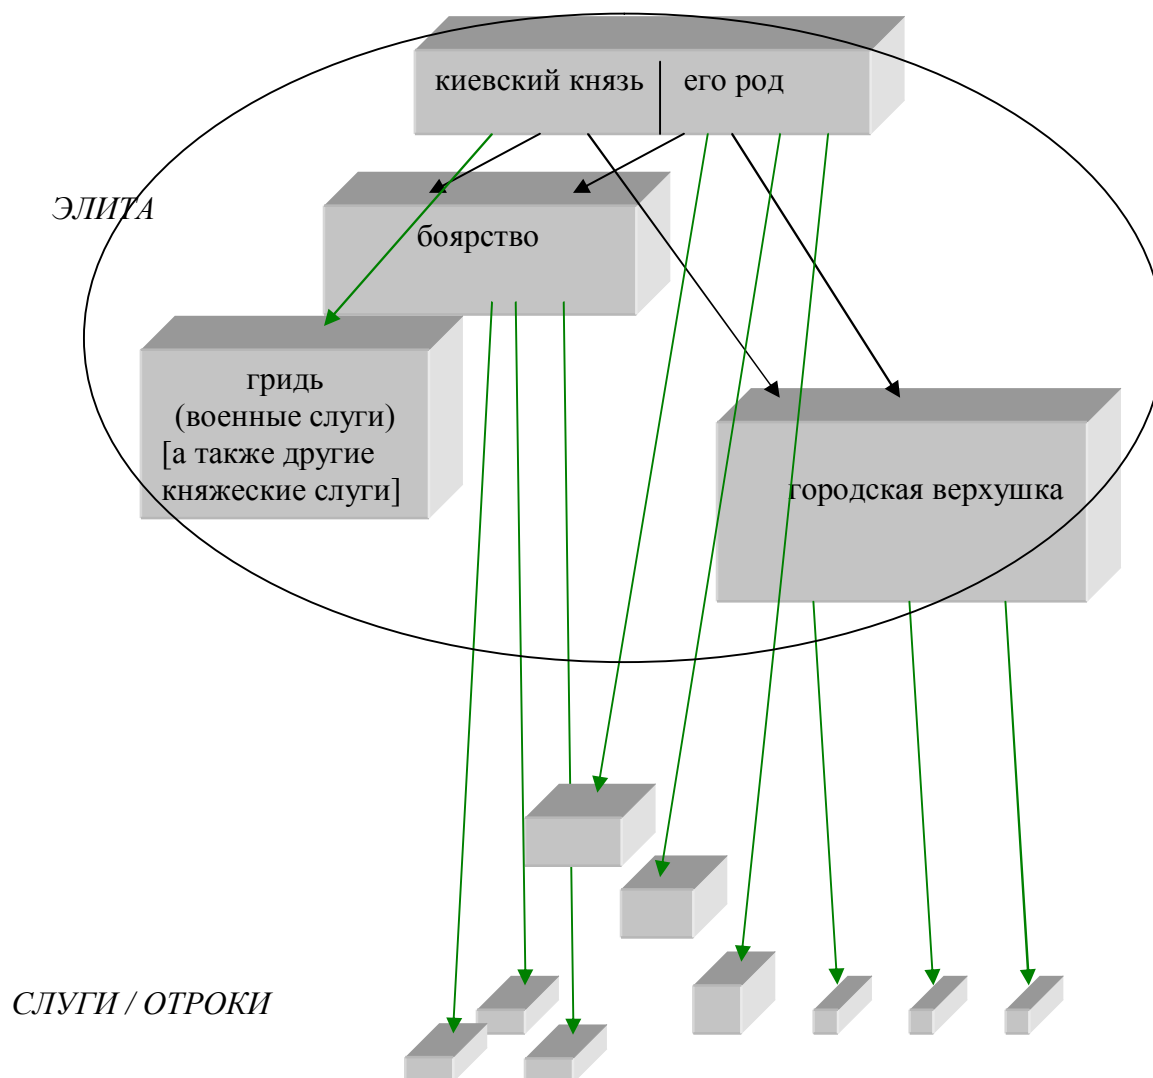 киевский князь
его род
ЭЛИТА
боярство
гридь
(военные слуги)
[а также другие
княжеские слуги]
городская верхушка
СЛУГИ / ОТРОКИ